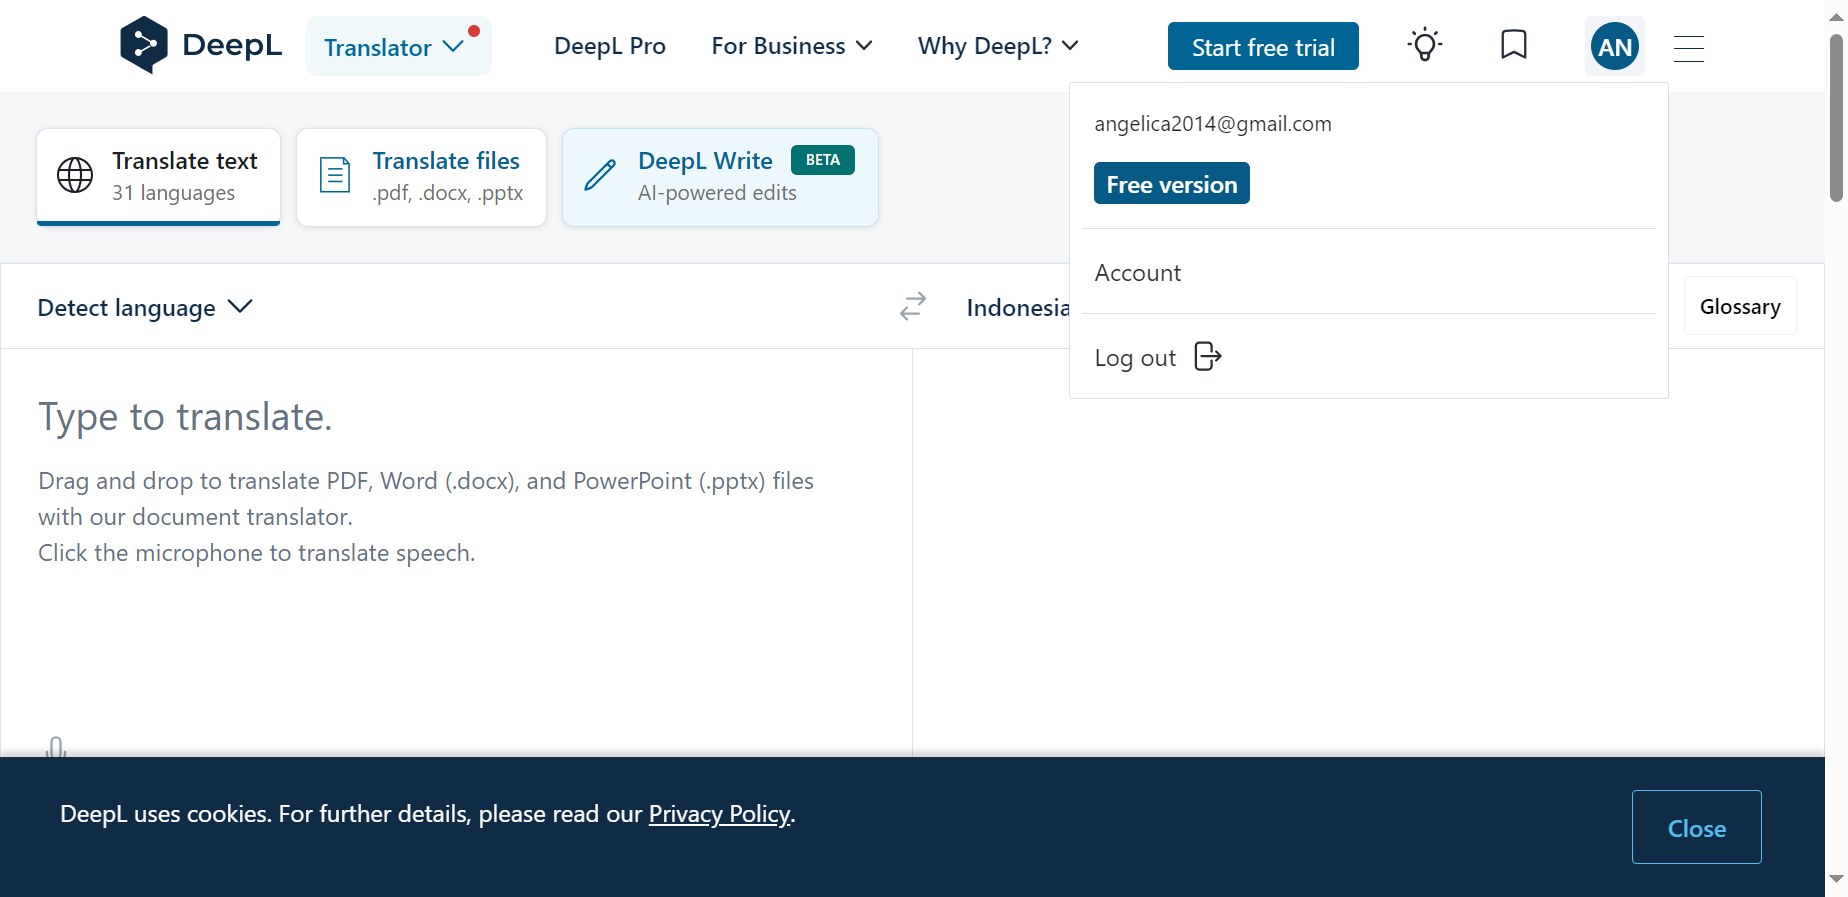 DeepL
Translator
DeepL Pro
For Business
Why DeepL?
Start free trial
AN
angelica2014@gmail.com
Free version
Account
Log out
Translate text
31 languages
Translate files
.pdf, .docx, .pptx
DeepL Write BETA
AI-powered edits
Detect language
Indonesia
Glossary
Type to translate.
Drag and drop to translate PDF, Word (.docx), and PowerPoint (.pptx) files
with our document translator.
Click the microphone to translate speech.
DeepL uses cookies. For further details, please read our Privacy Policy.
Close